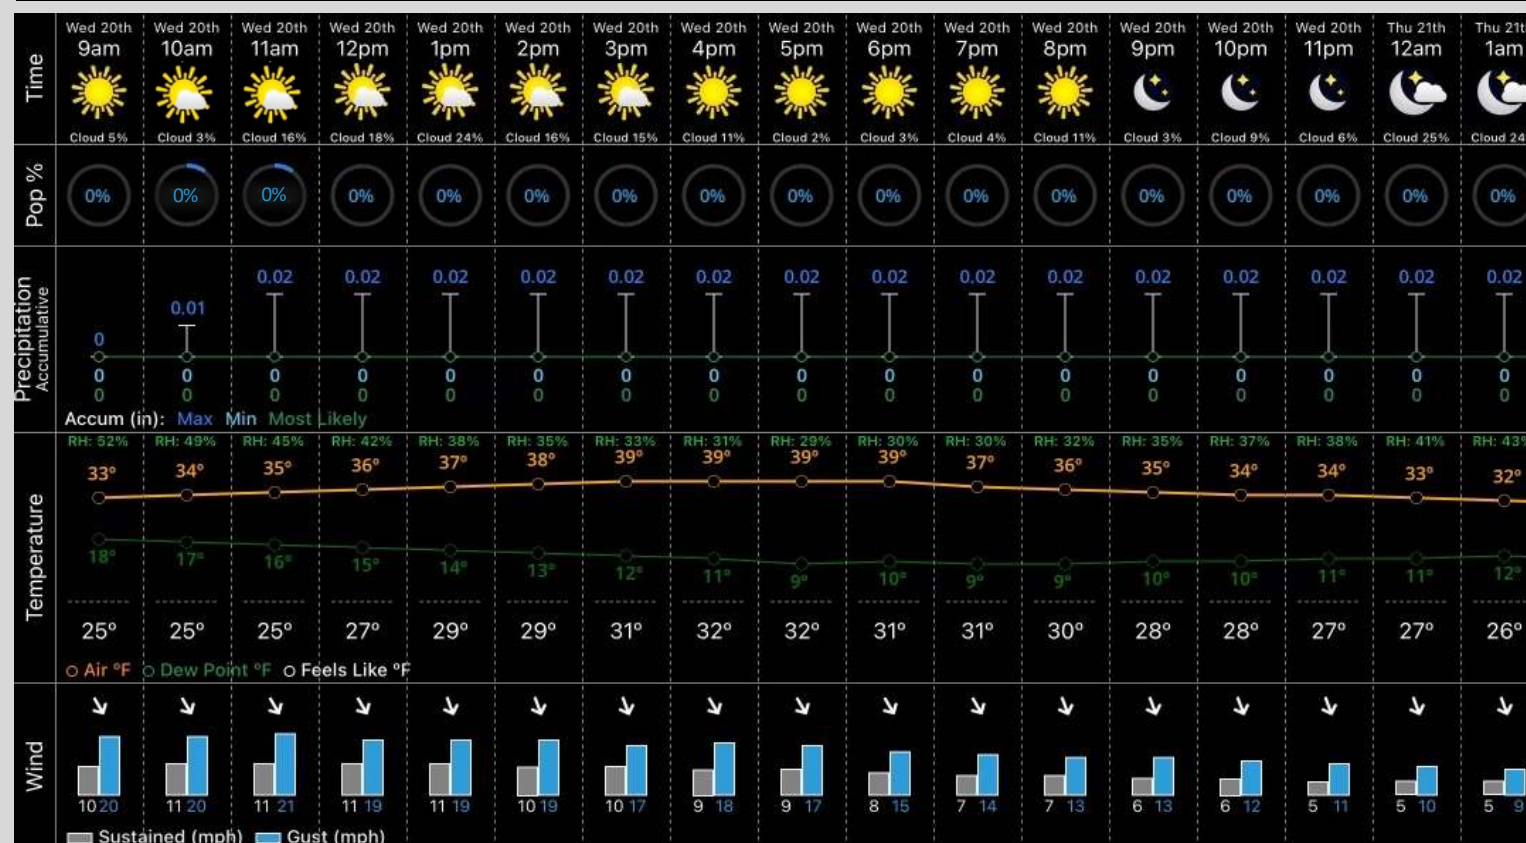 Wed 20th Wed 20th Wed 20th Wed 20th Wed 20th Wed 20th Wed 20th Wed 20th Wed 20th Wed 20th Wed 20th Wed 20th Wed 20th Wed 20th Wed 20th Thu 21th Thu 21t
Time 9am 10am 11am 12pm 1pm 2pm 3pm 4pm 5pm 6pm 7pm 8pm 9pm 10pm 11pm 12am 1am
Cloud 5% Cloud 3% Cloud 16% Cloud 18% Cloud 24% Cloud 16% Cloud 15% Cloud 11% Cloud 2% Cloud 3% Cloud 4% Cloud 11% Cloud 3% Cloud 9% Cloud 6% Cloud 25% Cloud 24
Pop % 0% 0% 0% 0% 0% 0% 0% 0% 0% 0% 0% 0% 0% 0% 0% 0% 0%
Precipitation
Accumulative
0 0.01 0.02 0.02 0.02 0.02 0.02 0.02 0.02 0.02 0.02 0.02 0.02 0.02 0.02 0.02 0.02
0 0 0 0 0 0 0 0 0 0 0 0 0 0 0 0 0
0 0 0 0 0 0 0 0 0 0 0 0 0 0 0 0 0
Accum (in): Max Min Most Likely
RH: 52% RH: 49% RH: 45% RH: 42% RH: 38% RH: 35% RH: 33% RH: 31% RH: 29% RH: 30% RH: 30% RH: 32% RH: 35% RH: 37% RH: 38% RH: 41% RH: 43%
Temperature
33° 34° 35° 36° 37° 38° 39° 39° 39° 39° 37° 36° 35° 34° 34° 33° 32°
18° 17° 16° 15° 14° 13° 12° 11° 9° 10° 9° 9° 10° 10° 11° 11° 12°
25° 25° 25° 27° 29° 29° 31° 32° 32° 31° 31° 30° 28° 28° 27° 27° 26°
Air °F Dew Point °F Feels Like °F
Wind
10 20 11 20 11 21 11 19 11 19 10 19 10 17 9 18 9 17 8 15 7 14 7 13 6 13 6 12 5 11 5 10 5 9
Sustained (mph) Gust (mph)